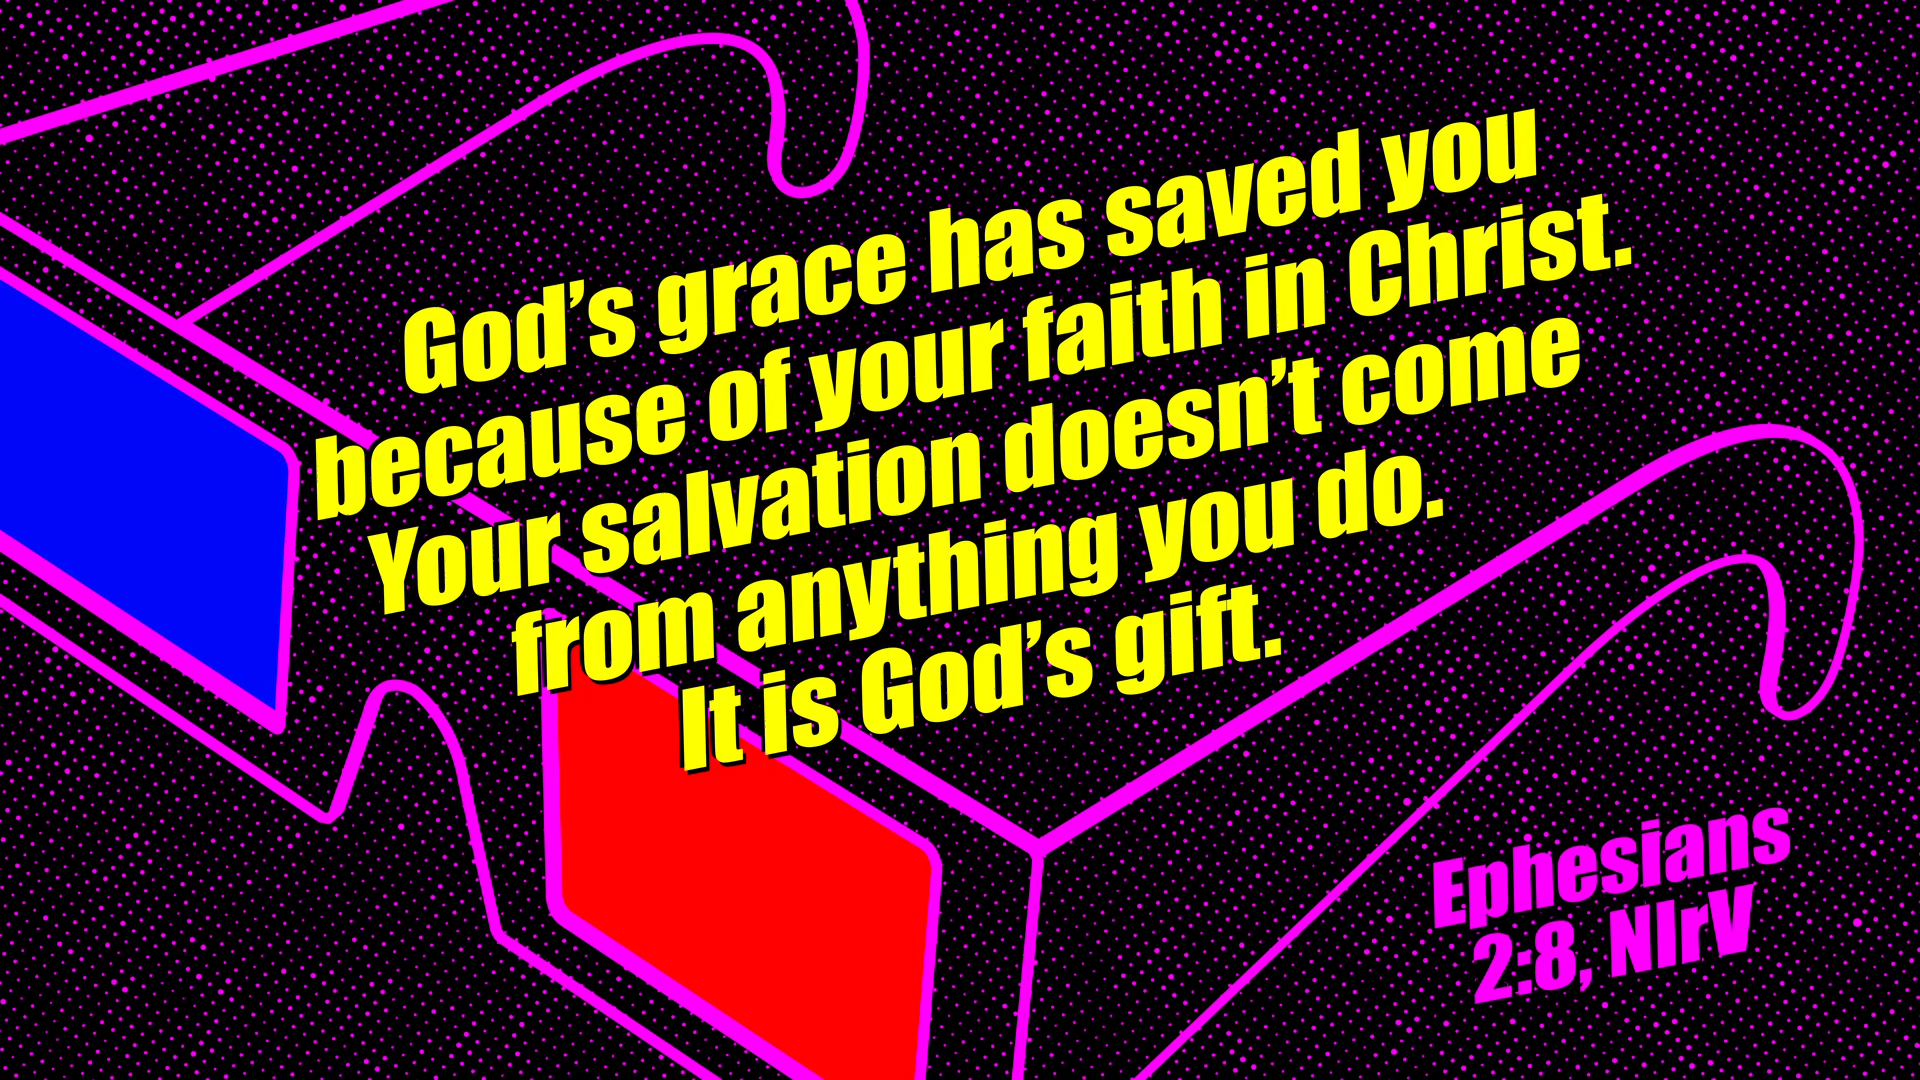 God’s grace has saved you
because of your faith in Christ.
Your salvation doesn’t come
from anything you do.
It is God’s gift.
Ephesians
2:8, NIrV